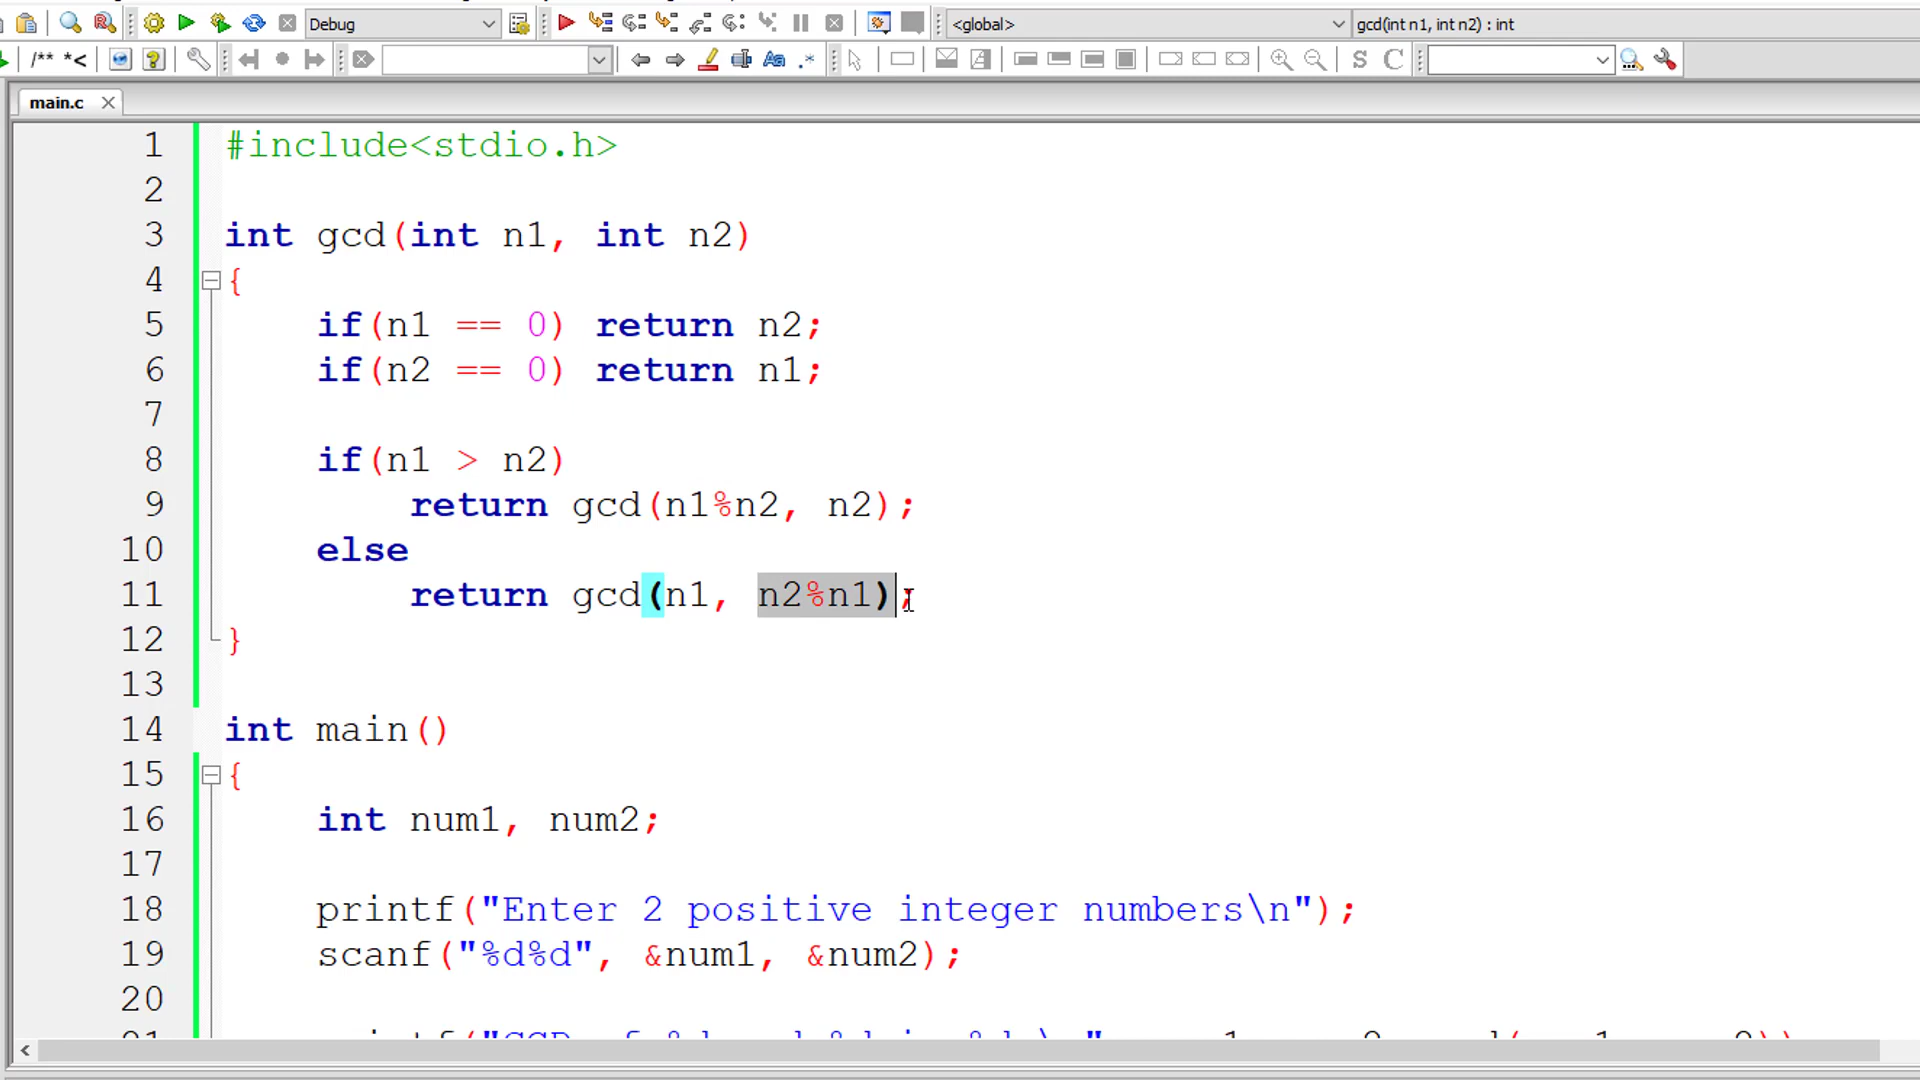 Debug
<global>
gcd(int n1, int n2) : int
/** *<
S C
main.c
1 #include<stdio.h>
2
3 int gcd(int n1, int n2)
4 {
5 if(n1 == 0) return n2;
6 if(n2 == 0) return n1;
7
8 if(n1 > n2)
9 return gcd(n1%n2, n2);
10 else
11 return gcd(n1, n2%n1);
12 }
13
14 int main()
15 {
16 int num1, num2;
17
18 printf("Enter 2 positive integer numbers\n");
19 scanf("%d%d", &num1, &num2);
20